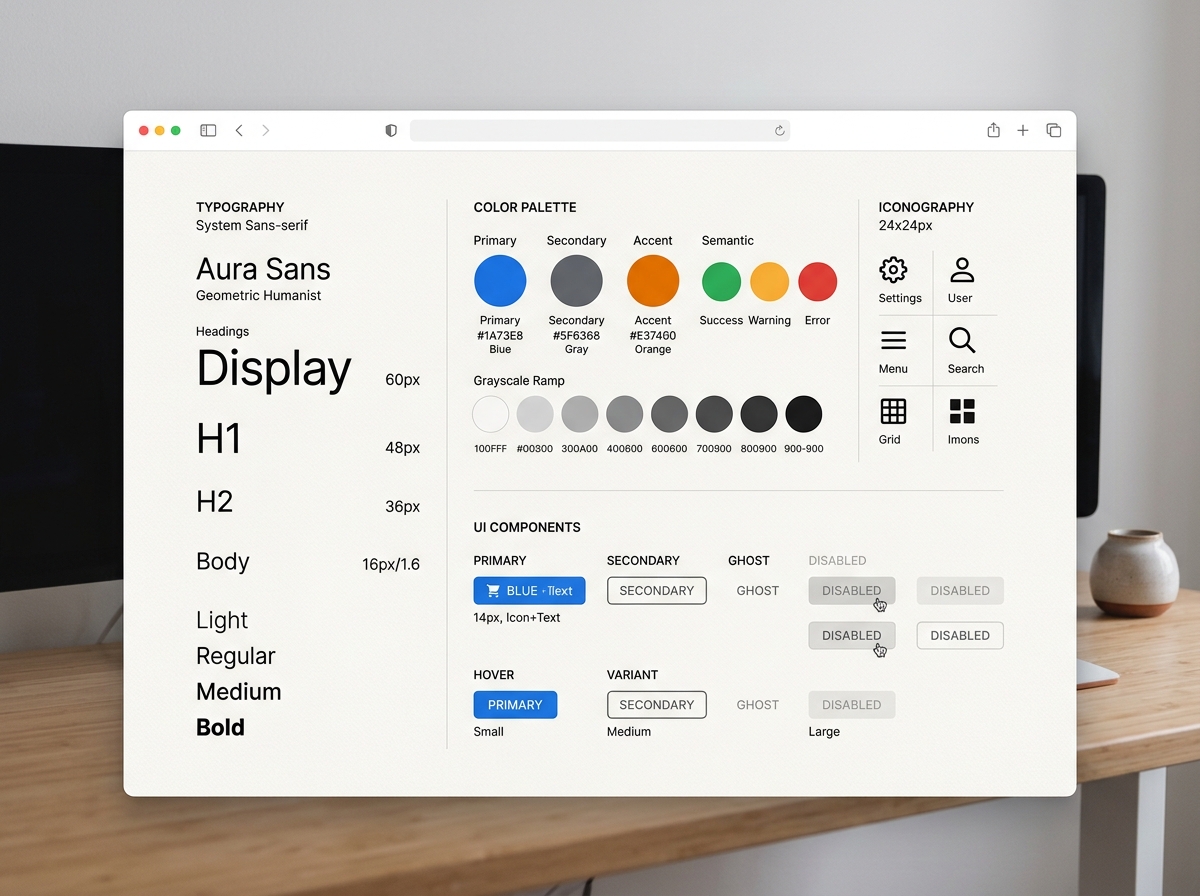 TYPOGRAPHY
System Sans-serif
Aura Sans
Geometric Humanist
Headings
Display 60px
H1 48px
H2 36px
Body 16px/1.6
Light
Regular
Medium
Bold
COLOR PALETTE
Primary Secondary Accent Semantic
Primary Secondary Accent Success Warning Error
#1A73E8 #5F6368 #E37460
Blue Gray Orange
Grayscale Ramp
100FFF #00300 300A00 400600 600600 700900 800900 900-900
ICONOGRAPHY
24x24px
Settings User
Menu Search
Grid Imons
UI COMPONENTS
PRIMARY SECONDARY GHOST DISABLED
BLUE SECONDARY GHOST DISABLED DISABLED
14px, Icon+Text
DISABLED DISABLED
HOVER VARIANT
PRIMARY SECONDARY GHOST DISABLED
Small Medium Large